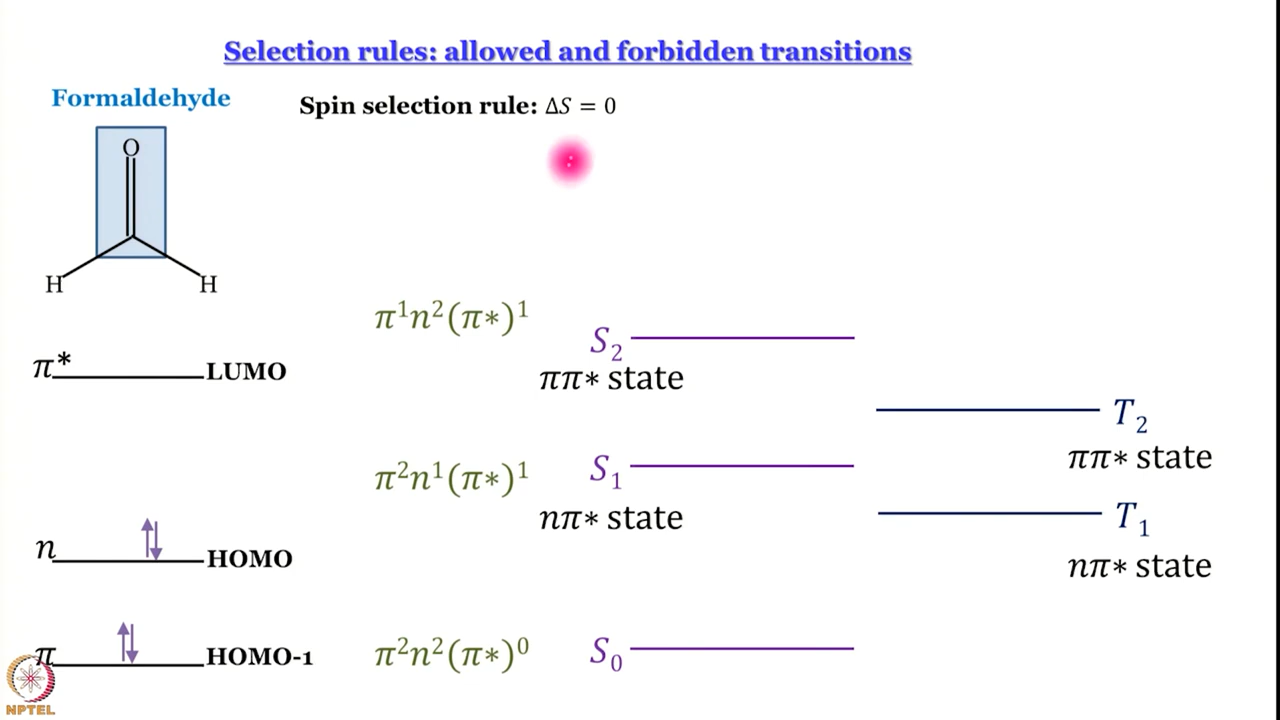 Selection rules: allowed and forbidden transitions
Formaldehyde
Spin selection rule: ΔS = 0
O
H H
π¹n²(π∗)¹
S₂
π* LUMO
ππ∗ state
T₂
ππ∗ state
π²n¹(π∗)¹
S₁
nπ∗ state
T₁
n HOMO
nπ∗ state
π HOMO-1
π²n²(π∗)⁰
S₀
NPTEL